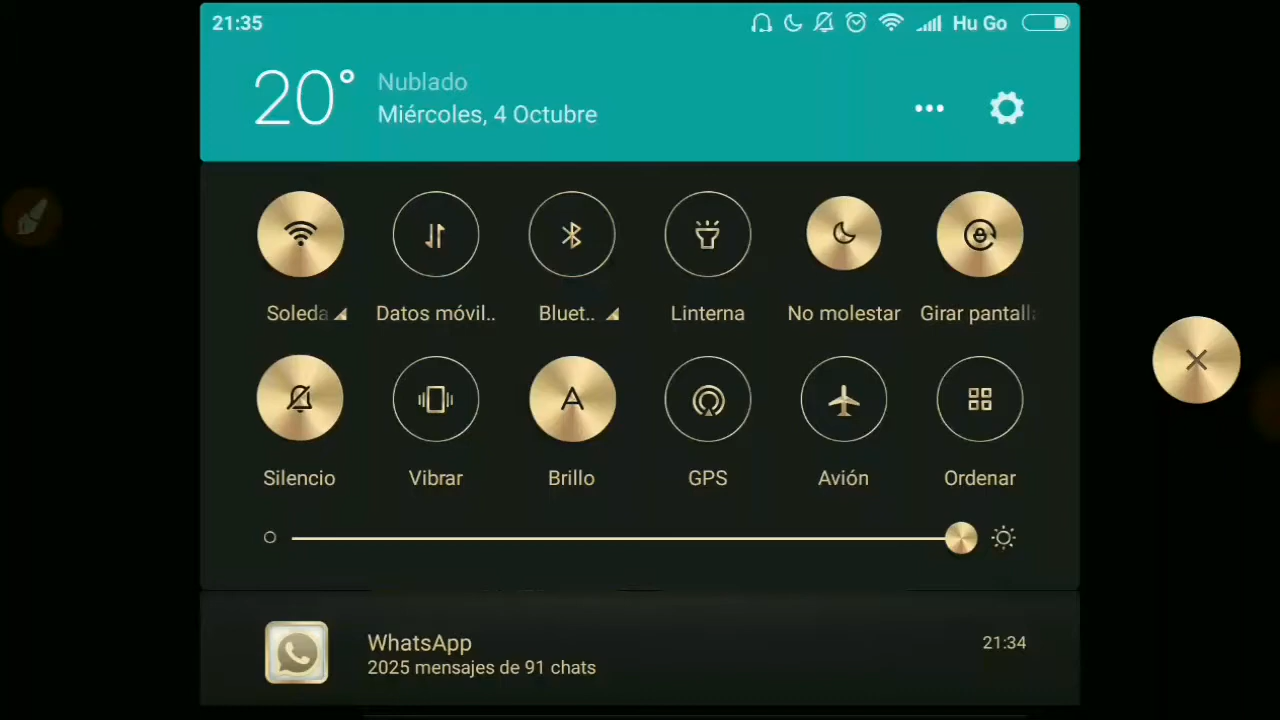 21:35 Hu Go
20° Nublado
Miércoles, 4 Octubre
Soleda Datos móvil.. Bluet.. Linterna No molestar Girar pantall
A
Silencio Vibrar Brillo GPS Avión Ordenar
WhatsApp 21:34
2025 mensajes de 91 chats